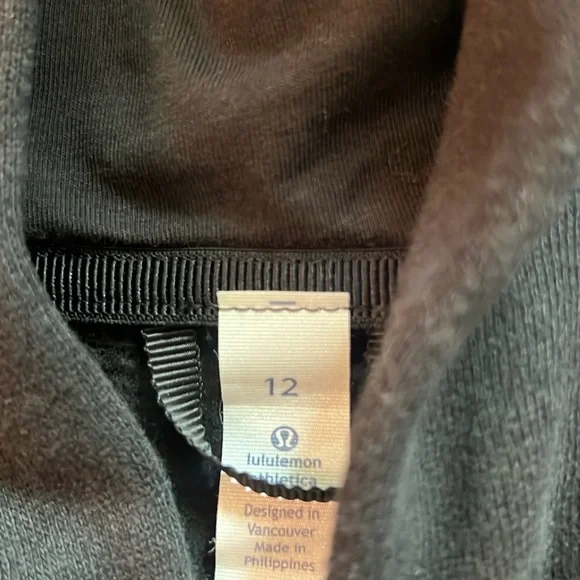 12
lululemon
athletica
Designed in
Vancouver
Made in
Philippines